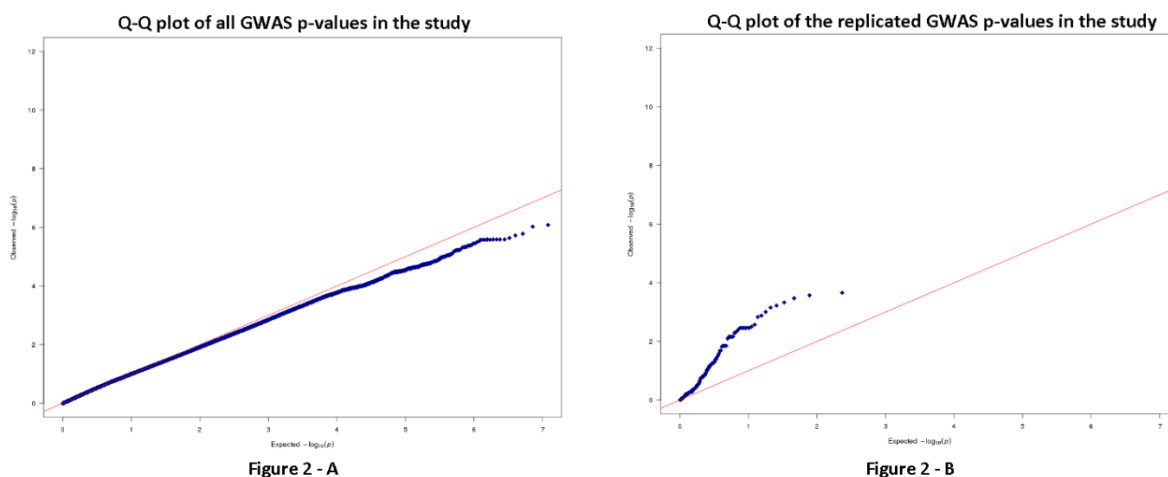 Q-Q plot of all GWAS p-values in the study
12
10
8
6
4
2
0
Observed −log₁₀(p)
0 1 2 3 4 5 6 7
Expected −log₁₀(p)
Figure 2 - A
Q-Q plot of the replicated GWAS p-values in the study
12
10
8
6
4
2
0
Observed −log₁₀(p)
0 1 2 3 4 5 6 7
Expected −log₁₀(p)
Figure 2 - B